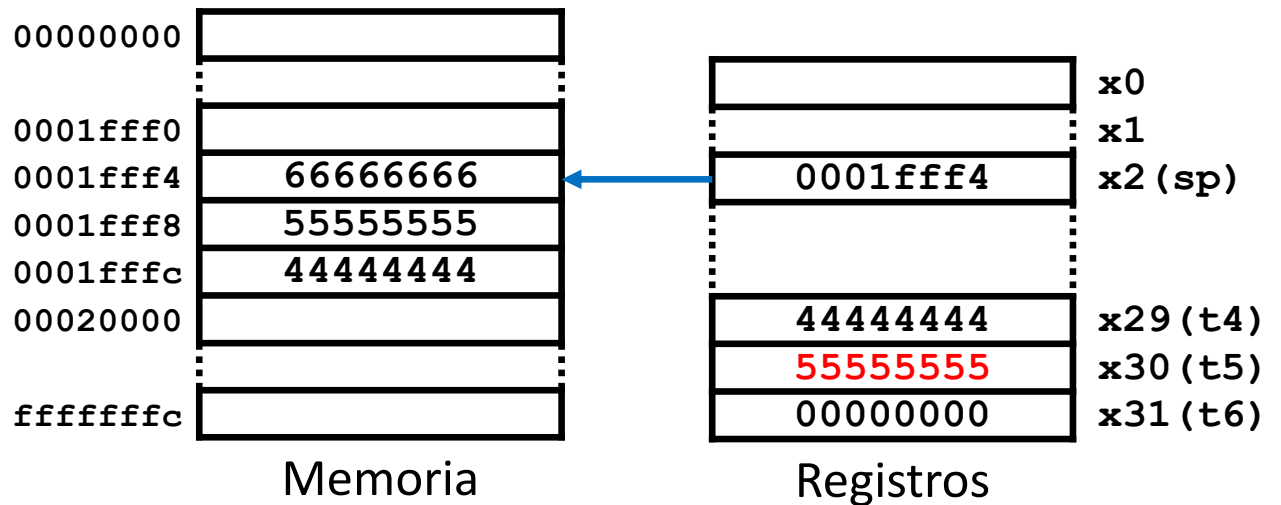 00000000
0001fff0
0001fff4 66666666
0001fff8 55555555
0001fffc 44444444
00020000
fffffffc
Memoria
x0
x1
0001fff4 x2(sp)
44444444 x29(t4)
55555555 x30(t5)
00000000 x31(t6)
Registros